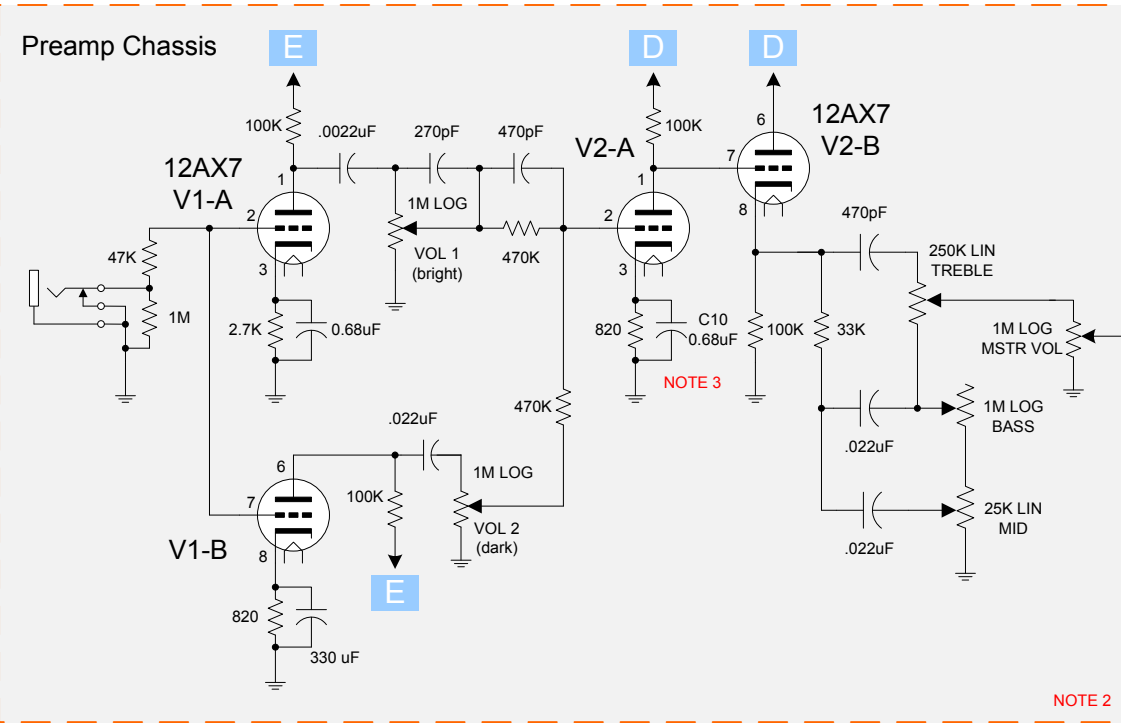 Preamp Chassis
E
D
D
100K
.0022uF
270pF
470pF
100K
12AX7
V1-A
V2-A
12AX7
V2-B
1
2
3
1M LOG
VOL 1
(bright)
470K
1
2
3
6
7
8
47K
1M
2.7K
0.68uF
820
C10
0.68uF
NOTE 3
470pF
250K LIN
TREBLE
100K
33K
1M LOG
MSTR VOL
.022uF
1M LOG
BASS
470K
.022uF
1M LOG
6
7
8
V1-B
100K
VOL 2
(dark)
E
.022uF
25K LIN
MID
820
330 uF
NOTE 2